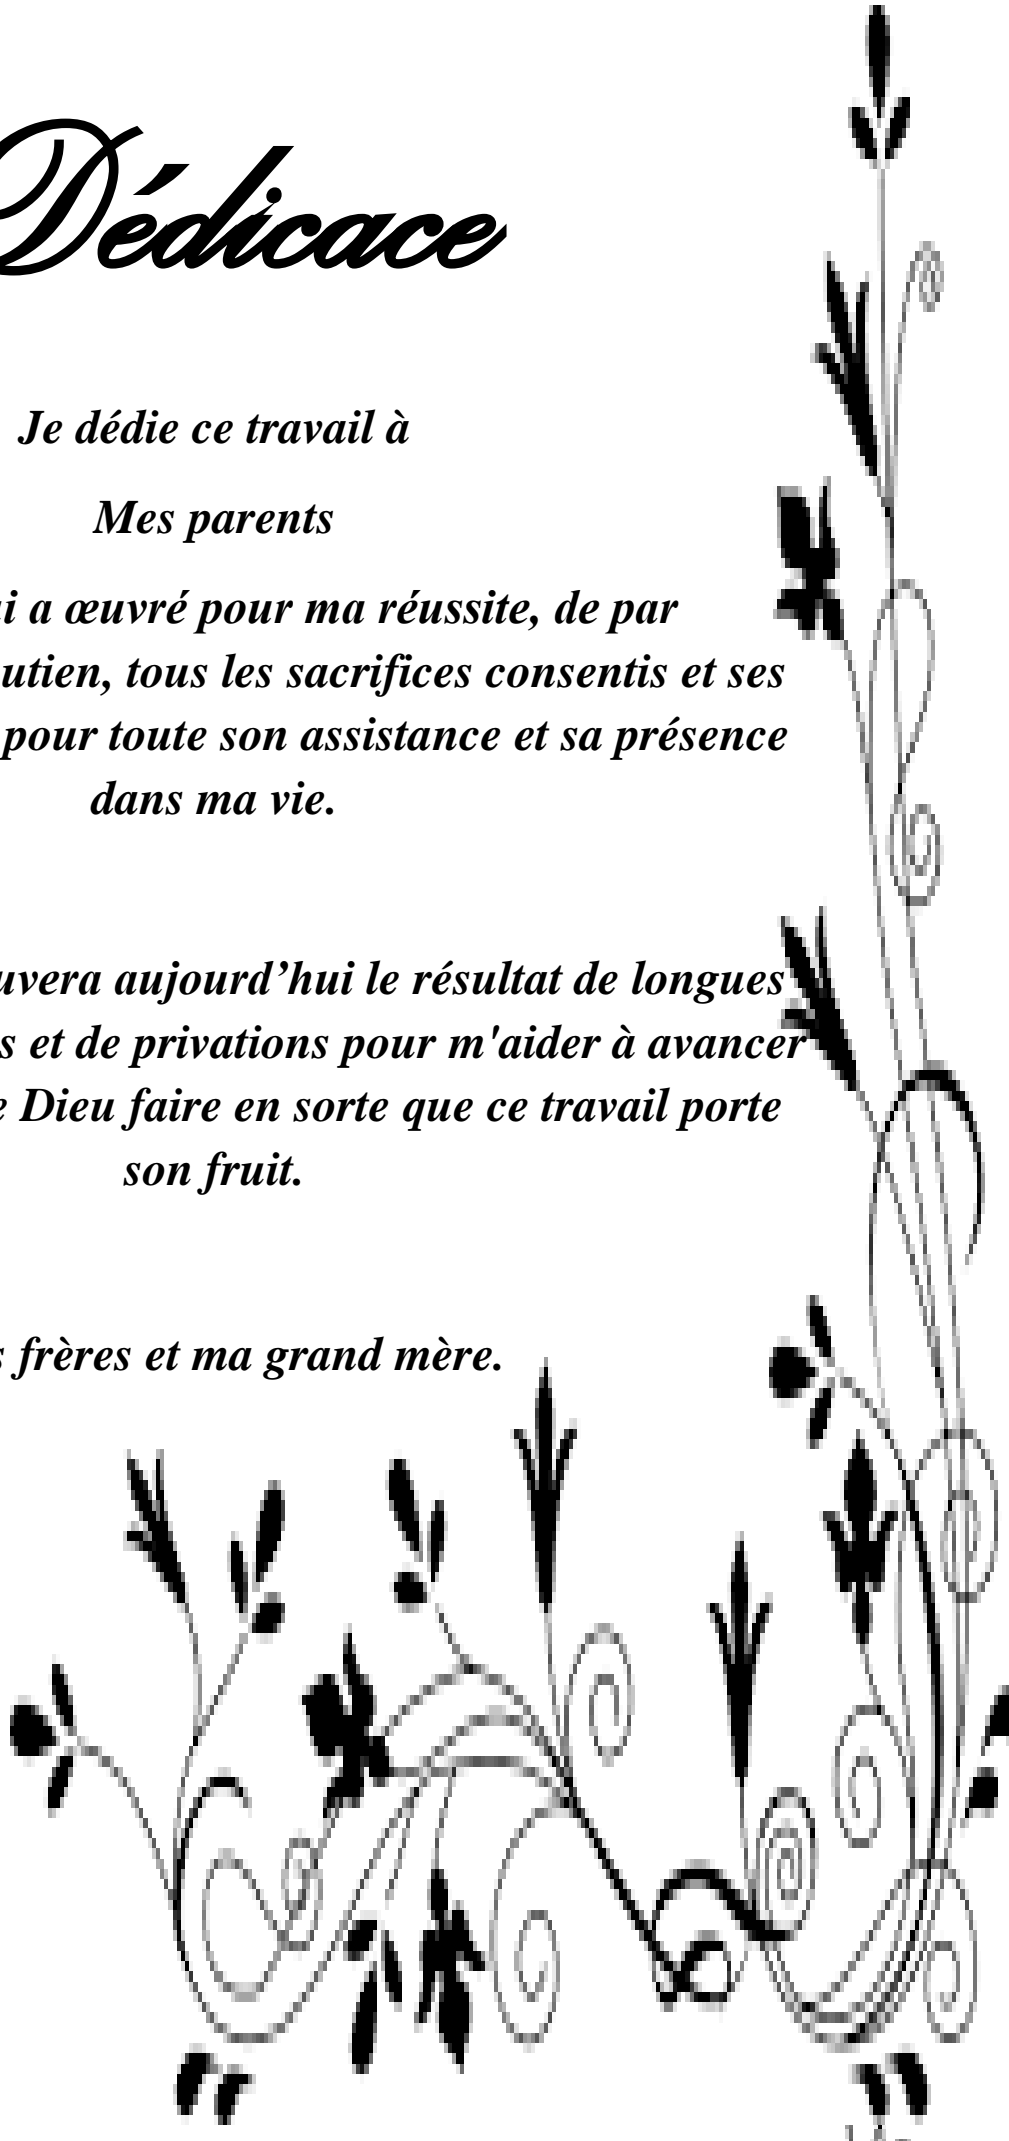 Dédicace
Je dédie ce travail à
Mes parents
a œuvré pour ma réussite, de par
tous les sacrifices consentis et ses
pour toute son assistance et sa présence
dans ma vie.
aujourd’hui le résultat de longues
et de privations pour m'aider à avancer
Dieu faire en sorte que ce travail porte
son fruit.
frères et ma grand mère.